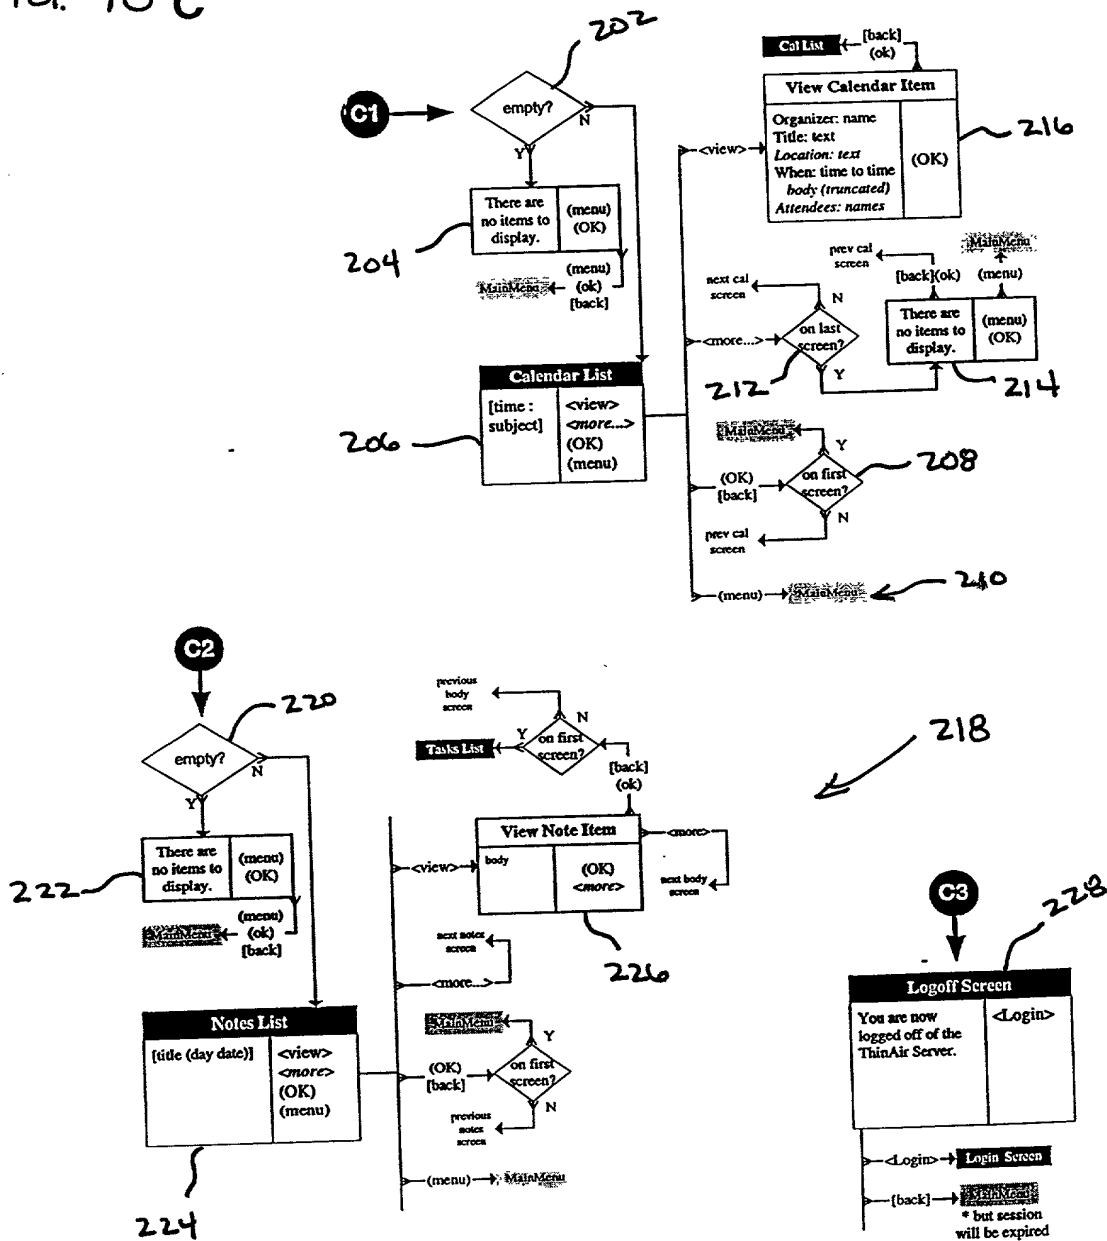 202
C1
empty?
N
Y
There are
no items to
display.
(menu)
(OK)
204
(menu)
MainMenu
(ok)
[back]
Cal List
[back]
(ok)
View Calendar Item
Organizer: name
Title: text
Location: text
When: time to time
body (truncated)
Attendees: names
(OK)
216
<view>
prev cal
screen
MainMenu
[back](ok)
(menu)
next cal
screen
N
<more...>
on last
screen?
Y
212
There are
no items to
display.
(menu)
(OK)
214
Calendar List
[time :
subject]
<view>
<more...>
(OK)
(menu)
206
MainMenu
Y
(OK)
[back]
on first
screen?
208
N
prev cal
screen
(menu)
MainMenu
210
C2
220
empty?
N
Y
There are
no items to
display.
(menu)
(OK)
222
(menu)
MainMenu
(ok)
[back]
previous
body
screen
N
Tasks List
Y
on first
screen?
[back]
(ok)
218
<view>
View Note Item
body
(OK)
<more>
<more>
next body
screen
226
next notes
screen
<more...>
Notes List
[title (day date)]
<view>
<more>
(OK)
(menu)
224
MainMenu
Y
(OK)
[back]
on first
screen?
N
previous
notes
screen
(menu)
MainMenu
C3
228
Logoff Screen
You are now
logged off of the
ThinAir Server.
<Login>
<Login>
Login Screen
[back]
MainMenu
* but session
will be expired